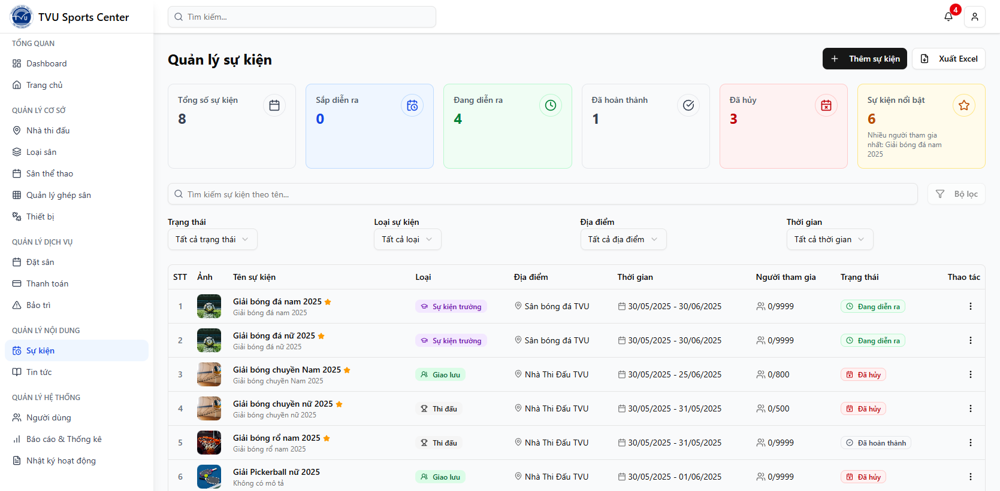 TVU Sports Center
Tìm kiếm...
4
TỔNG QUAN
Dashboard
Trang chủ
QUẢN LÝ CƠ SỞ
Nhà thi đấu
Loại sân
Sân thể thao
Quản lý ghép sân
Thiết bị
QUẢN LÝ DỊCH VỤ
Đặt sân
Thanh toán
Bảo trì
QUẢN LÝ NỘI DUNG
Sự kiện
Tin tức
QUẢN LÝ HỆ THỐNG
Người dùng
Báo cáo & Thống kê
Nhật ký hoạt động
Quản lý sự kiện
Thêm sự kiện
Xuất Excel
Tổng số sự kiện
8
Sắp diễn ra
0
Đang diễn ra
4
Đã hoàn thành
1
Đã hủy
3
Sự kiện nổi bật
6
Nhiều người tham gia
nhất: Giải bóng đá nam
2025
Tìm kiếm sự kiện theo tên...
Bộ lọc
Trạng thái
Tất cả trạng thái
Loại sự kiện
Tất cả loại
Địa điểm
Tất cả địa điểm
Thời gian
Tất cả thời gian
STT Ảnh Tên sự kiện Loại Địa điểm Thời gian Người tham gia Trạng thái Thao tác
1 Giải bóng đá nam 2025 Sự kiện trường Sân bóng đá TVU 30/05/2025 - 30/06/2025 0/9999 Đang diễn ra
Giải bóng đá nam 2025
2 Giải bóng đá nữ 2025 Sự kiện trường Sân bóng đá TVU 30/05/2025 - 30/06/2025 0/9999 Đang diễn ra
Giải bóng đá nữ 2025
3 Giải bóng chuyền Nam 2025 Giao lưu Nhà Thi Đấu TVU 30/05/2025 - 25/06/2025 0/800 Đã hủy
Giải bóng chuyền Nam 2025
4 Giải bóng chuyền nữ 2025 Thi đấu Nhà Thi Đấu TVU 30/05/2025 - 31/05/2025 0/500 Đã hủy
Giải bóng chuyền nữ 2025
5 Giải bóng rổ nam 2025 Thi đấu Nhà Thi Đấu TVU 30/05/2025 - 31/05/2025 0/9999 Đã hoàn thành
Giải bóng rổ nam 2025
6 Giải Pickerball nữ 2025 Giao lưu Nhà Thi Đấu TVU 30/05/2025 - 01/06/2025 0/9999 Đã hủy
Không có mô tả